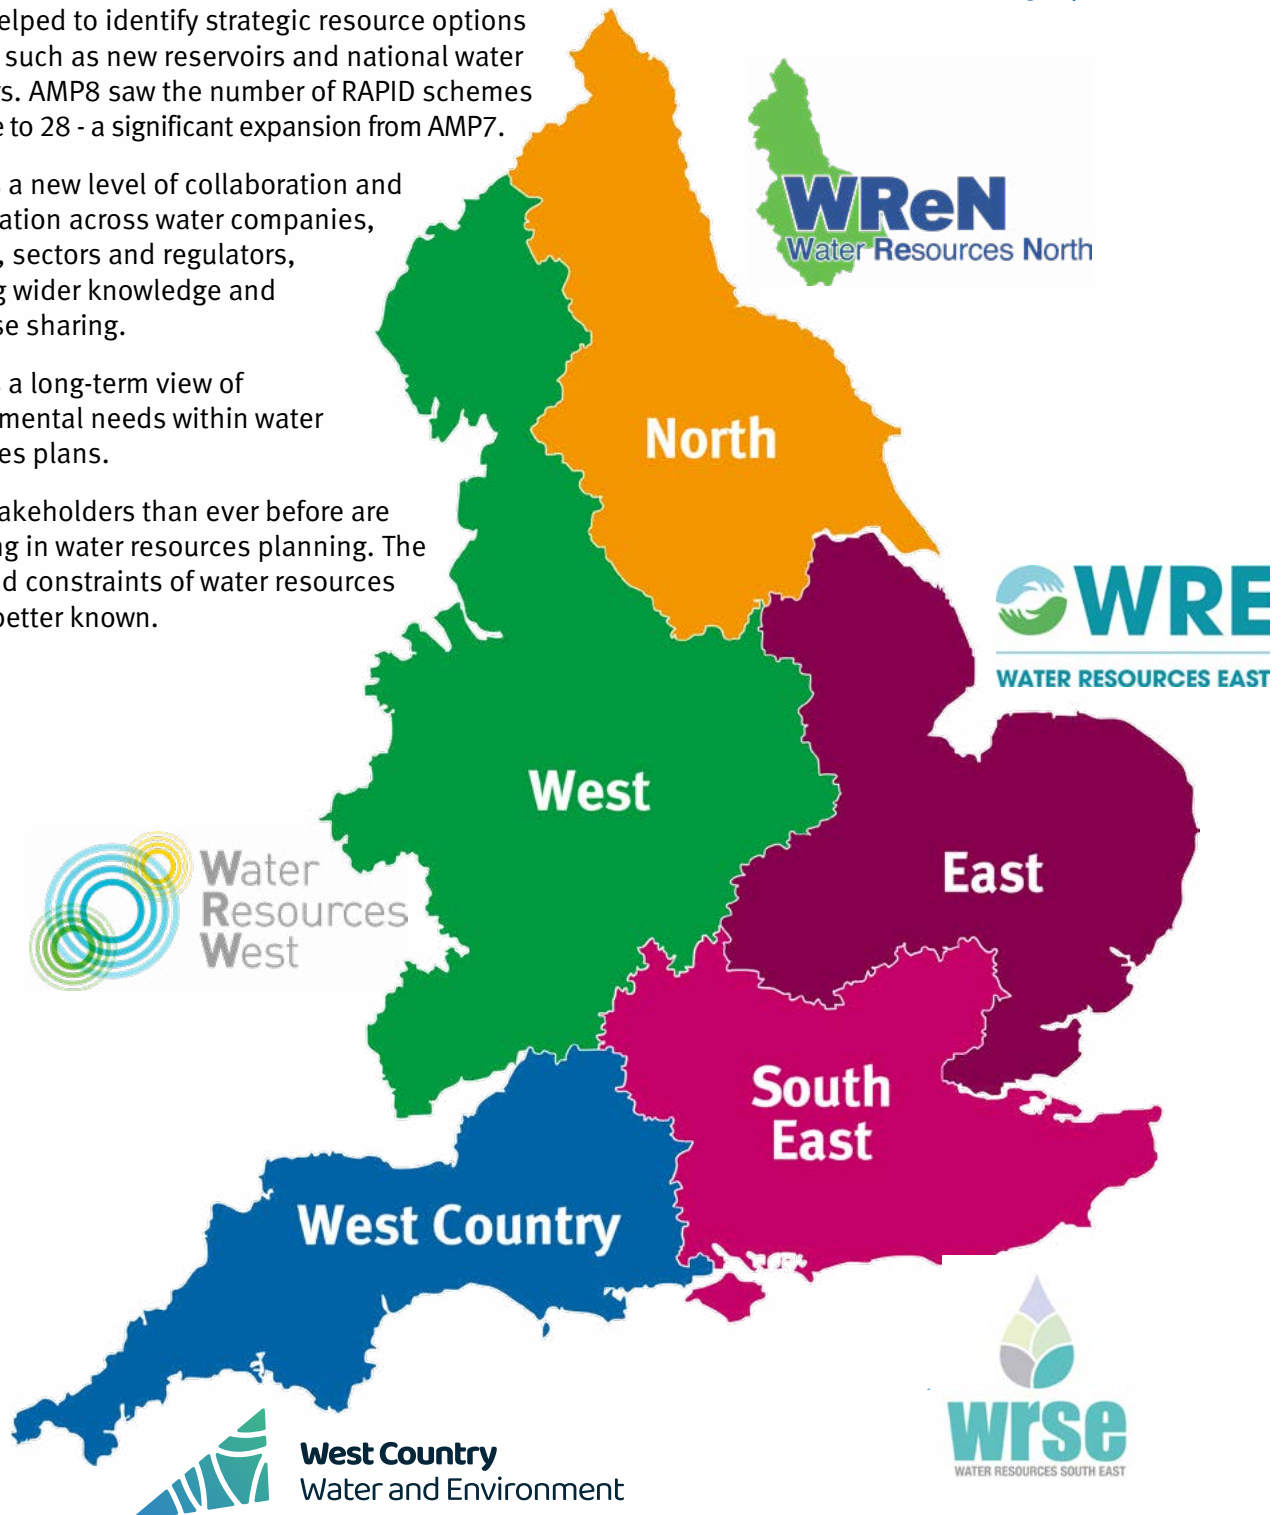 elped to identify strategic resource options
such as new reservoirs and national water
s. AMP8 saw the number of RAPID schemes
e to 28 - a significant expansion from AMP7.
a new level of collaboration and
ation across water companies,
, sectors and regulators,
g wider knowledge and
se sharing.
a long-term view of
mental needs within water
es plans.
akeholders than ever before are
ng in water resources planning. The
d constraints of water resources
better known.
WReN
Water Resources North
North
WRE
WATER RESOURCES EAST
West
East
Water
Resources
West
South
East
West Country
wrse
WATER RESOURCES SOUTH EAST
West Country
Water and Environment